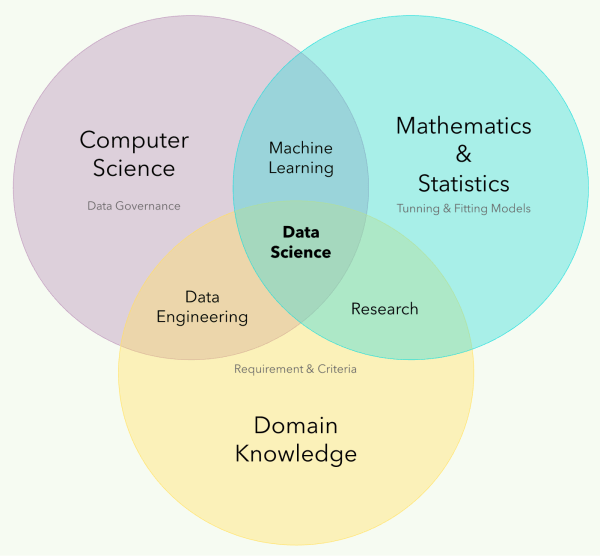 Computer
Science
Data Governance
Mathematics
&
Statistics
Tunning & Fitting Models
Machine
Learning
Data
Science
Data
Engineering
Research
Requirement & Criteria
Domain
Knowledge